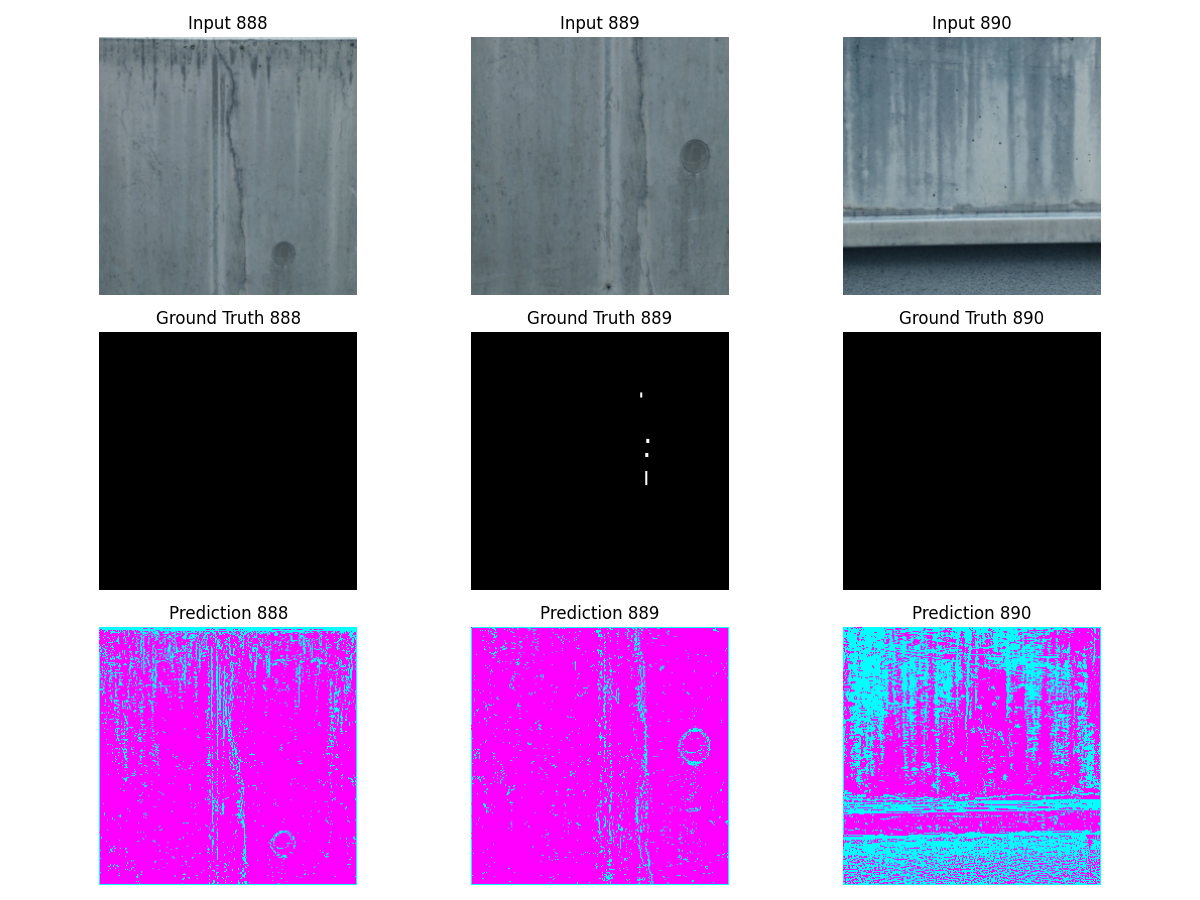 Input 888
Input 889
Input 890
Ground Truth 888
Ground Truth 889
Ground Truth 890
Prediction 888
Prediction 889
Prediction 890